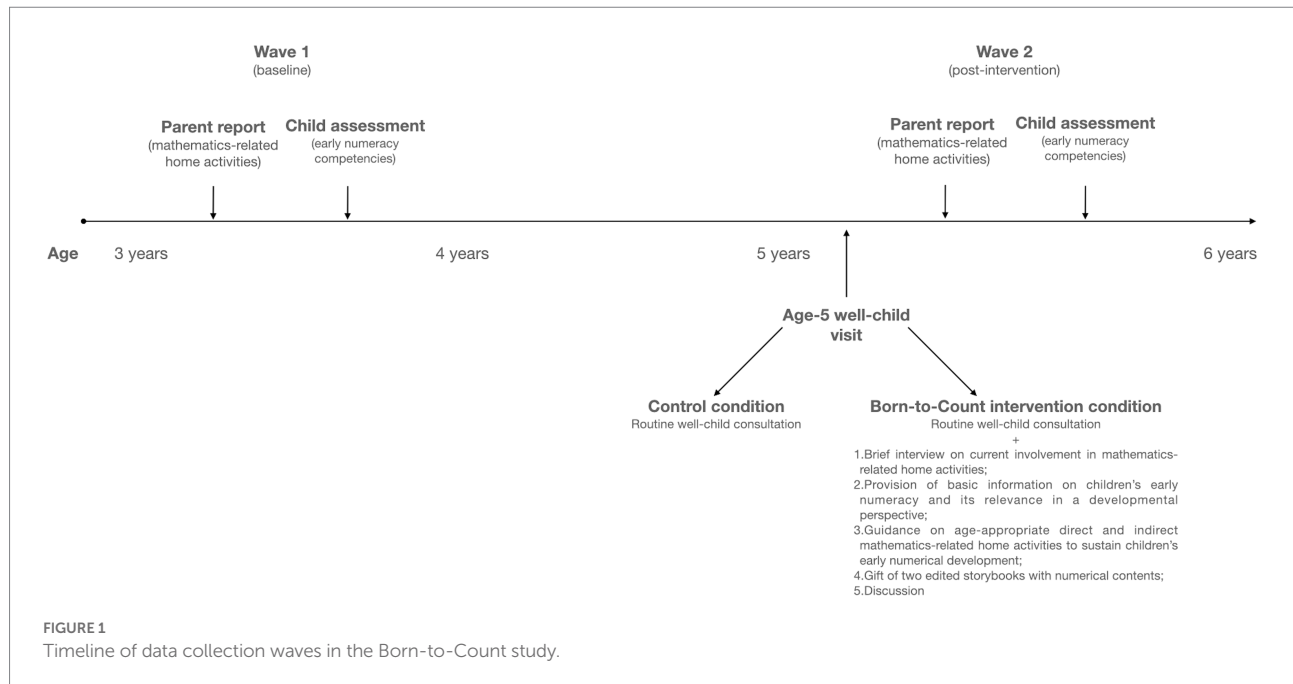 Wave 1
(baseline)
Wave 2
(post-intervention)
Parent report
(mathematics-related
home activities)
Child assessment
(early numeracy
competencies)
Parent report
(mathematics-related
home activities)
Child assessment
(early numeracy
competencies)
Age 3 years 4 years 5 years 6 years
Age-5 well-child
visit
Control condition
Routine well-child consultation
Born-to-Count intervention condition
Routine well-child consultation
+
1.Brief interview on current involvement in mathematics-
related home activities;
2.Provision of basic information on children's early
numeracy and its relevance in a developmental
perspective;
3.Guidance on age-appropriate direct and indirect
mathematics-related home activities to sustain children's
early numerical development;
4.Gift of two edited storybooks with numerical contents;
5.Discussion
FIGURE 1
Timeline of data collection waves in the Born-to-Count study.